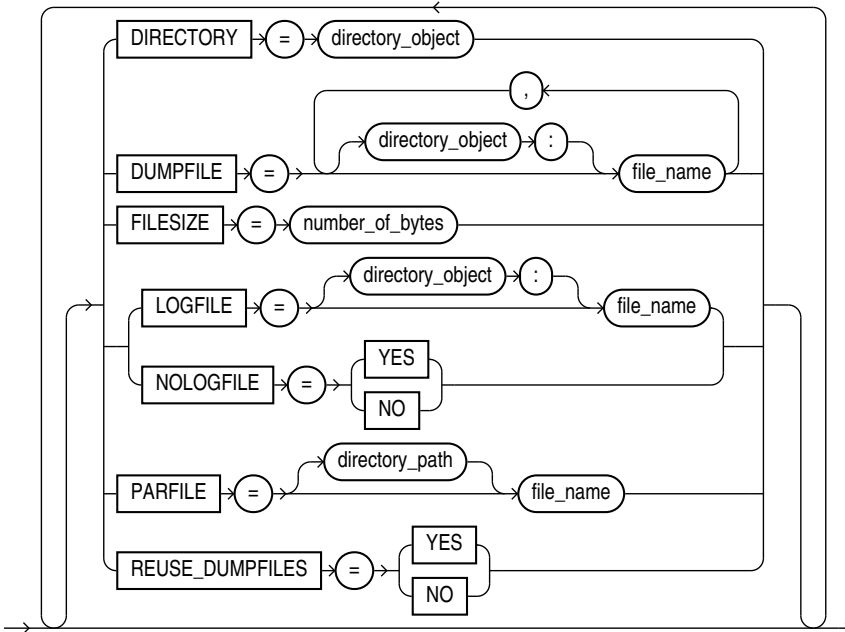 DIRECTORY = directory_object
,
directory_object :
DUMPFILE = file_name
FILESIZE = number_of_bytes
directory_object :
LOGFILE = file_name
YES
NOLOGFILE =
NO
directory_path
PARFILE = file_name
YES
REUSE_DUMPFILES =
NO